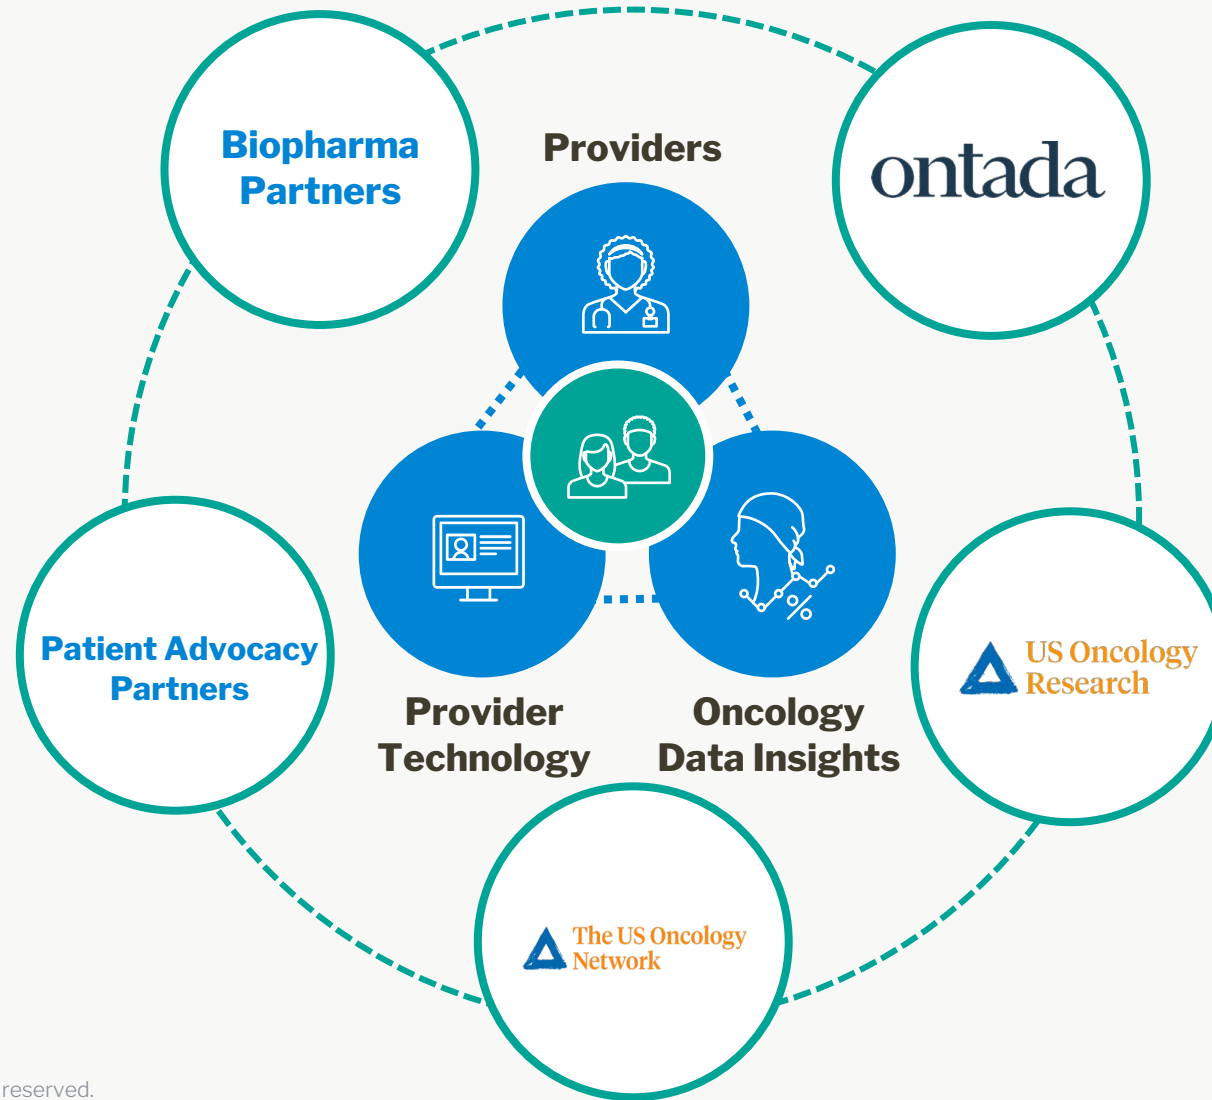 Biopharma
Partners
Providers
ontada
Patient Advocacy
Partners
US Oncology
Research
Provider
Technology
Oncology
Data Insights
%
The US Oncology
Network
reserved.